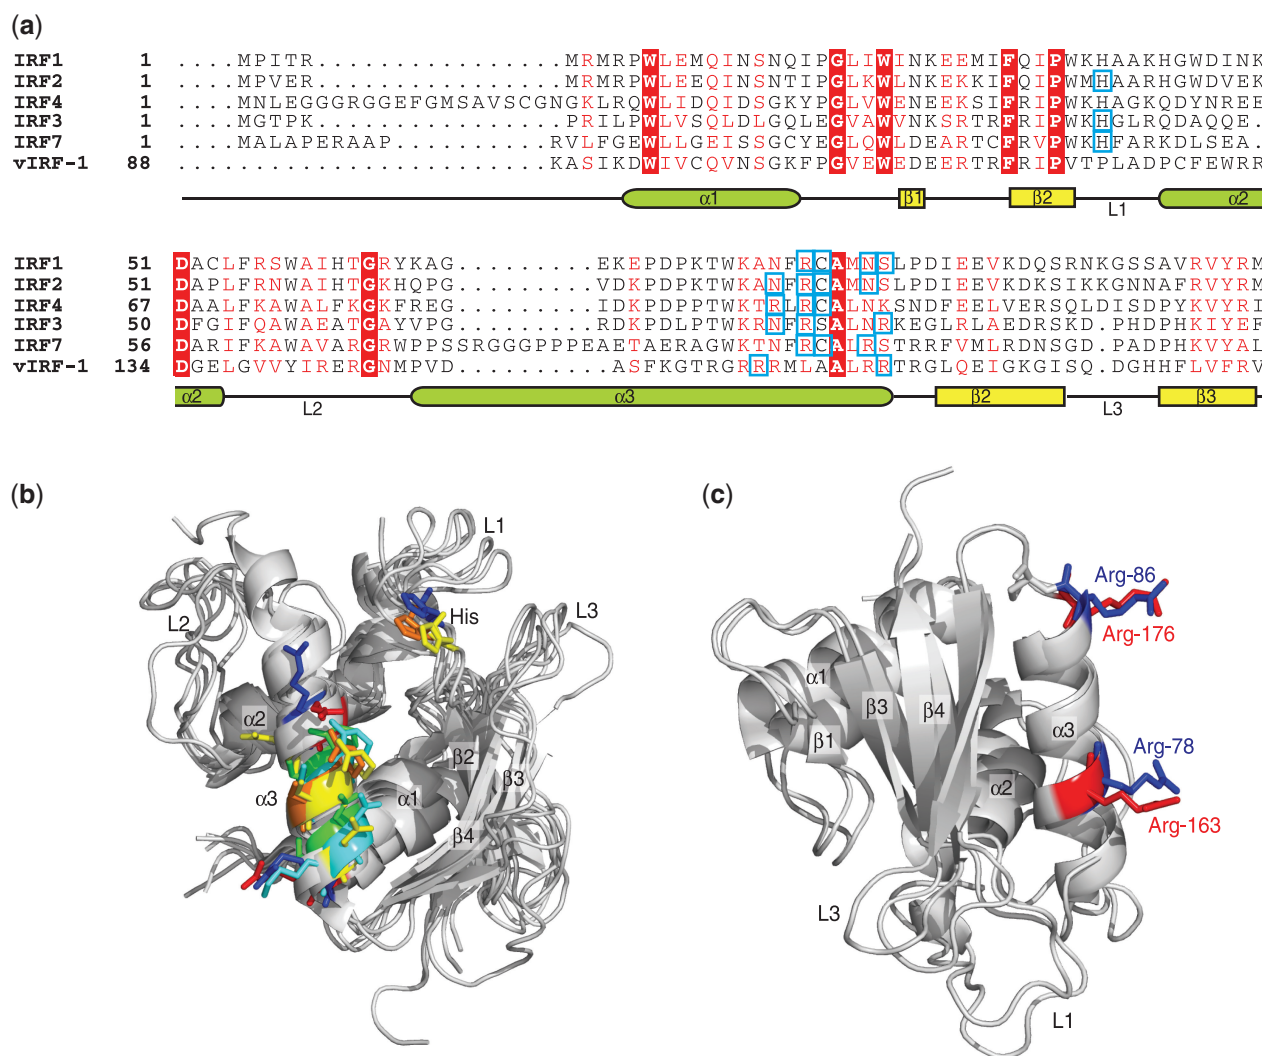 (a)
IRF1 1 ....MPITR................MRMRPWLEMQINSNQIPGLIWINKEEMIFQIPWKHAAKHGWDINK
IRF2 1 ....MPVER................MRMRPWLEMQINSNTIPGLKWLNKEKKIFQIPWMHAARHGWDVEK
IRF4 1 ....MNLEGGGRGGEFGMSAVSCGNGKLRQWLIDQIDSGKYPGLVWENEEKSIFRIPWKHAGKQDYNREE
IRF3 1 ....MGTPK................PRILPWLVSQLDLGQLEGVAWVNKSRTRFRIPWKHGLRQDAQQE.
IRF7 1 ....MALAPERAAP..........RVLFGEWLLGEISSGCYEGLQWLDEARTCFRVPWKHFARKDLSEA.
vIRF-1 88 ........................KASIKDWIVCQVNSGKFPGVEWEDEERTRFRIPVTPLADPCFEWRR
α1 β1 β2 L1 α2
IRF1 51 DACLFRSWAIHTGRYKAG.........EKEPDPKTWKANFRCAMNSLPDIEEVKDQSRNKGSSAVRVYRM
IRF2 51 DAPLFRNWAIHTGKHQPG.........VDKPDPKTWKANFRCAMNSLPDIEEVKDKSIKKGNNAFRVYRM
IRF4 67 DAALFKAWALFKGKFREG.........IDKPDPPTWKTRLRCALNKSNDFEELVERSQLDISDPYKVYRI
IRF3 50 DFGIFQAWAEATGAYVPG.........RDKPDLPTWKRNFRSALNRKEGLRLAEDRSKD.PHDPHKIYEF
IRF7 56 DARIFKAWAVARGRWPPSSRGGGPPPEAETAERAGWKTNFRCALRSTRRFVMLRDNSGD.PADPHKVYAL
vIRF-1 134 DGELGVVYIRERGNMPVD..........ASFKGTRGRRRMLAALRRTRGLQEIGKGISQ.DGHHFLVFRV
α2 L2 α3 β2 L3 β3
(b)
L1
L2
His
L3
α2
β2
β3
α3
α1
β4
(c)
Arg-86
Arg-176
α1
β3
β4
α3
β1
Arg-78
α2
Arg-163
L3
L1